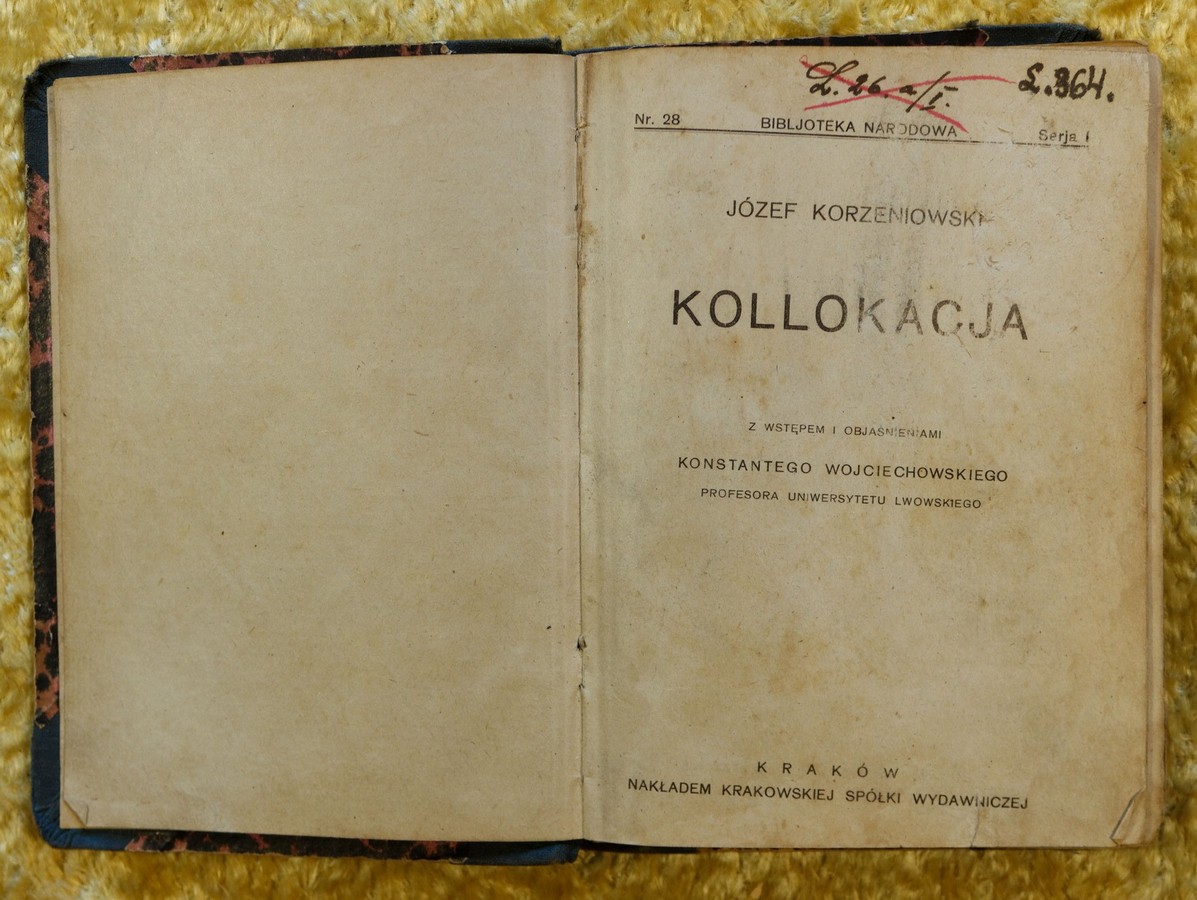 L. 26. a/I. L.364.
Nr. 28 BIBLJOTEKA NARODOWA Serja I
JÓZEF KORZENIOWSKI
KOLLOKACJA
Z WSTĘPEM I OBJAŚNIENIAMI
KONSTANTEGO WOJCIECHOWSKIEGO
PROFESORA UNIWERSYTETU LWOWSKIEGO
KRAKÓW
NAKŁADEM KRAKOWSKIEJ SPÓŁKI WYDAWNICZEJ